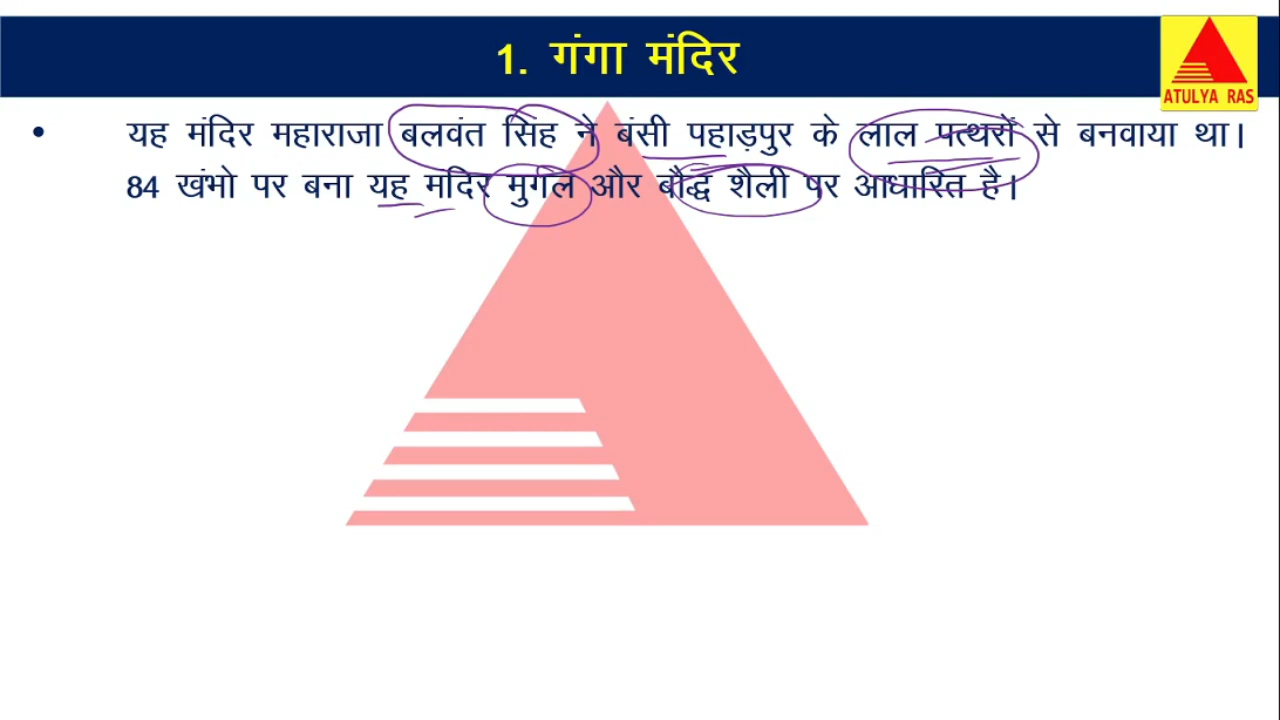 1. गंगा मंदिर
ATULYA RAS
• यह मंदिर महाराजा बलवंत सिंह ने बंसी पहाड़पुर के लाल पत्थरों से बनवाया था।
84 खंभो पर बना यह मंदिर मुगल और बौद्ध शैली पर आधारित है।